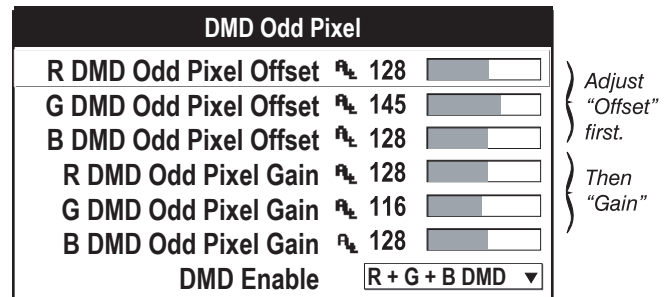 DMD Odd Pixel
R DMD Odd Pixel Offset 128
G DMD Odd Pixel Offset 145
B DMD Odd Pixel Offset 128
Adjust
“Offset”
first.
R DMD Odd Pixel Gain 128
G DMD Odd Pixel Gain 116
B DMD Odd Pixel Gain 128
Then
“Gain”
DMD Enable R + G + B DMD ▼